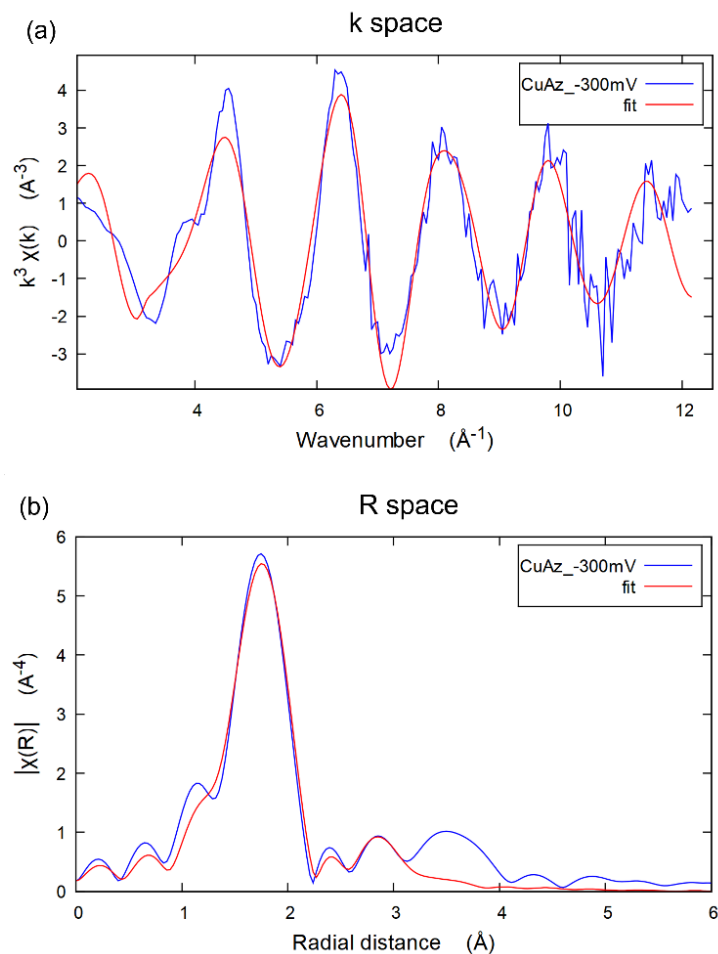 (a)
k space
k³ χ(k) (A⁻³)
4
3
2
1
0
-1
-2
-3
CuAz_-300mV
fit
4 6 8 10 12
Wavenumber (Å⁻¹)
(b)
R space
|χ(R)| (A⁻⁴)
6
5
4
3
2
1
0
CuAz_-300mV
fit
0 1 2 3 4 5 6
Radial distance (Å)